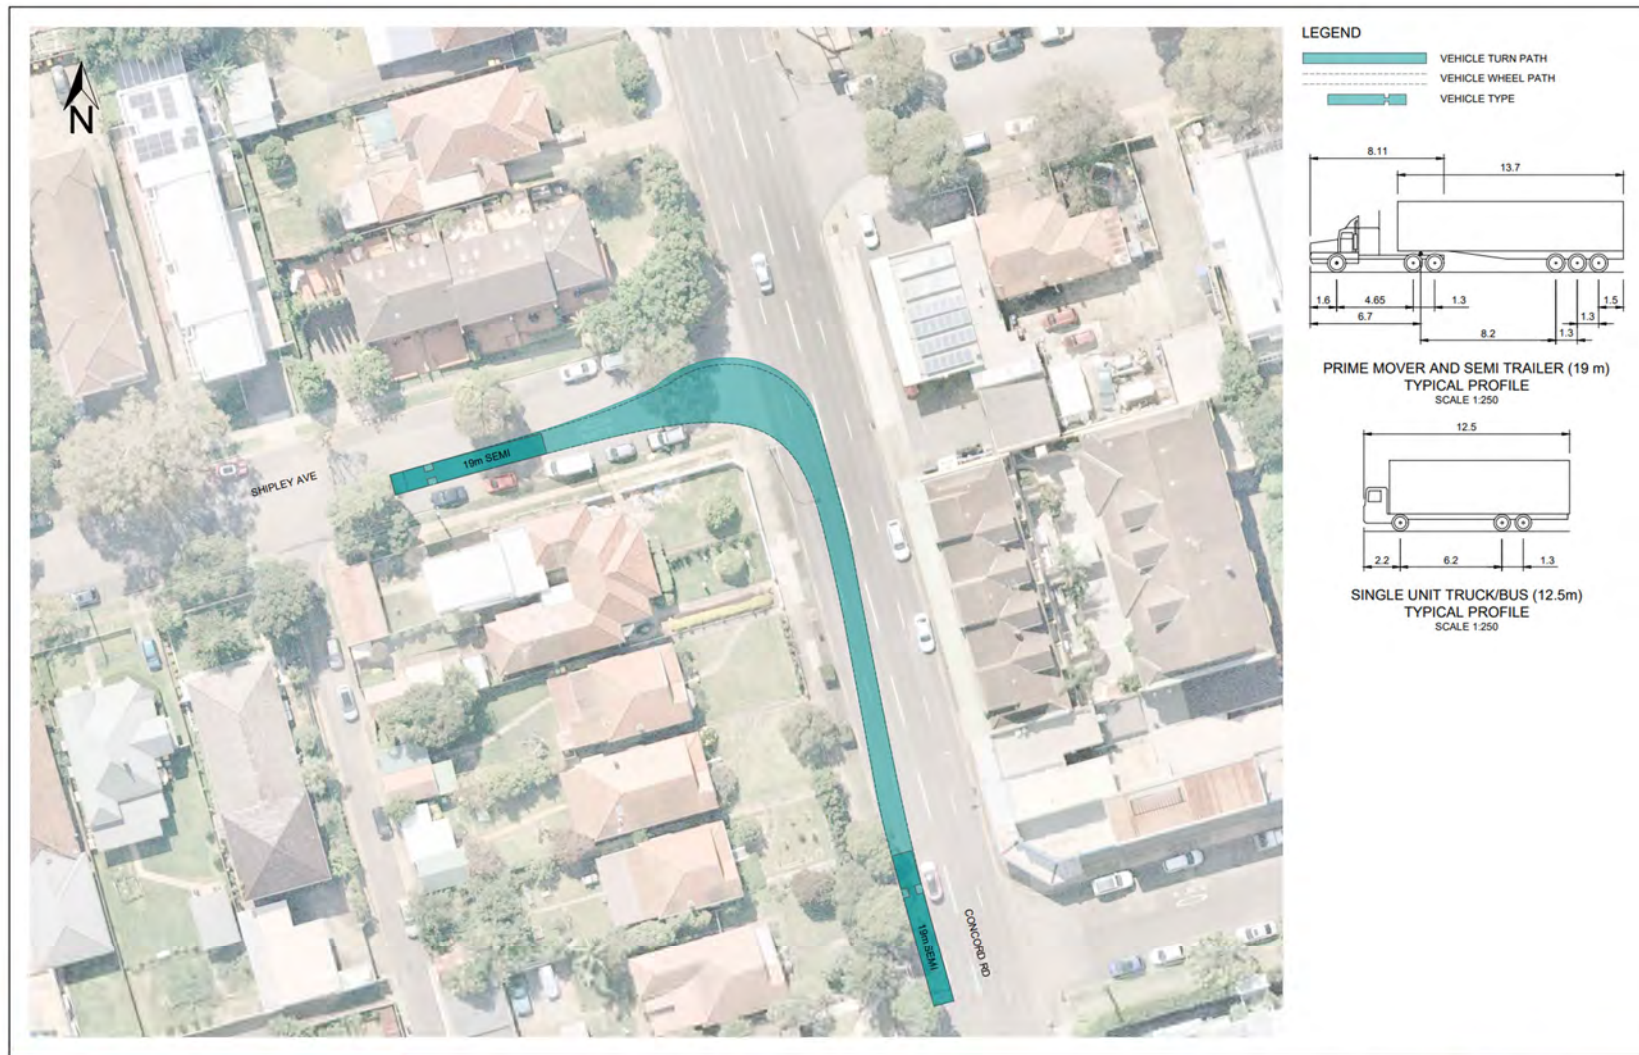 N
SHIPLEY AVE
19m SEMI
19m SEMI
CONCORD RD
LEGEND
VEHICLE TURN PATH
VEHICLE WHEEL PATH
VEHICLE TYPE
8.11
13.7
1.6
4.65
1.3
1.5
1.3
6.7
8.2
1.3
PRIME MOVER AND SEMI TRAILER (19 m)
TYPICAL PROFILE
SCALE 1:250
12.5
2.2
6.2
1.3
SINGLE UNIT TRUCK/BUS (12.5m)
TYPICAL PROFILE
SCALE 1:250